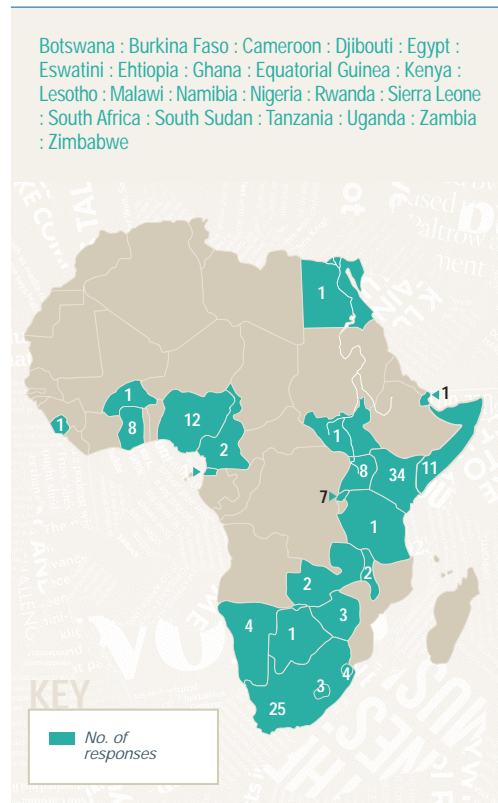 Botswana : Burkina Faso : Cameroon : Djibouti : Egypt :
Eswatini : Ehtiopia : Ghana : Equatorial Guinea : Kenya :
Lesotho : Malawi : Namibia : Nigeria : Rwanda : Sierra Leone
: South Africa : South Sudan : Tanzania : Uganda : Zambia
: Zimbabwe
1
1
1
1
8
12
2
1
8
34
11
7
1
2
2
4
1
3
4
3
25
KEY
No. of
responses